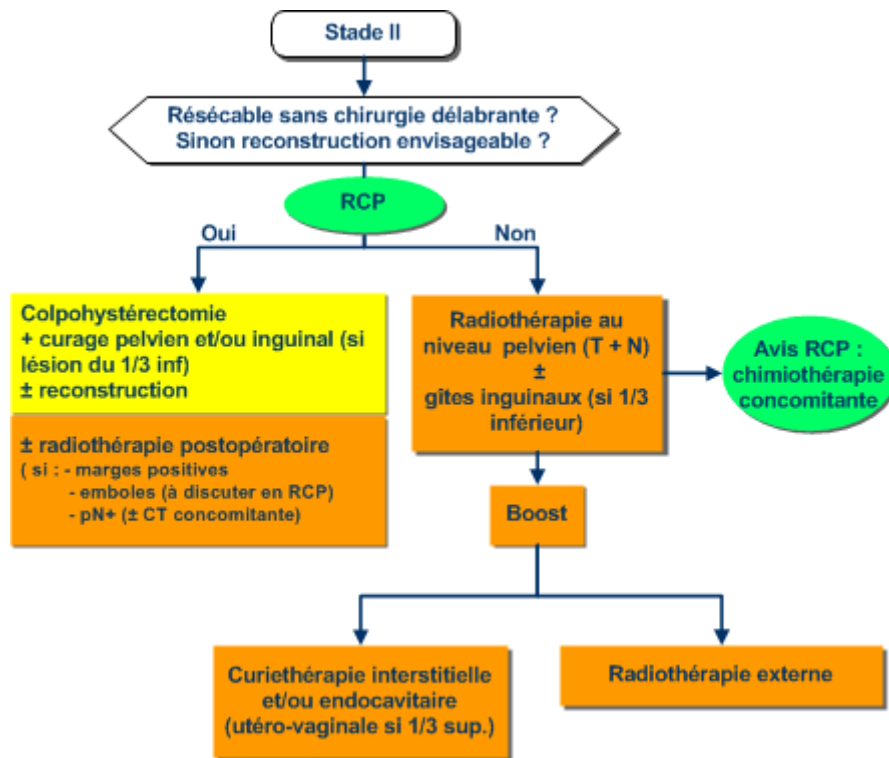 Stade II
Résécable sans chirurgie délabrante ?
Sinon reconstruction envisageable ?
RCP
Oui
Non
Colpohystérectomie
+ curage pelvien et/ou inguinal (si
lésion du 1/3 inf)
± reconstruction
± radiothérapie postopératoire
( si : - marges positives
- emboles (à discuter en RCP)
- pN+ (± CT concomitante)
Radiothérapie au
niveau pelvien (T + N)
±
gîtes inguinaux (si 1/3
inférieur)
Avis RCP :
chimiothérapie
concomitante
Boost
Curiethérapie interstitielle
et/ou endocavitaire
(utéro-vaginale si 1/3 sup.)
Radiothérapie externe